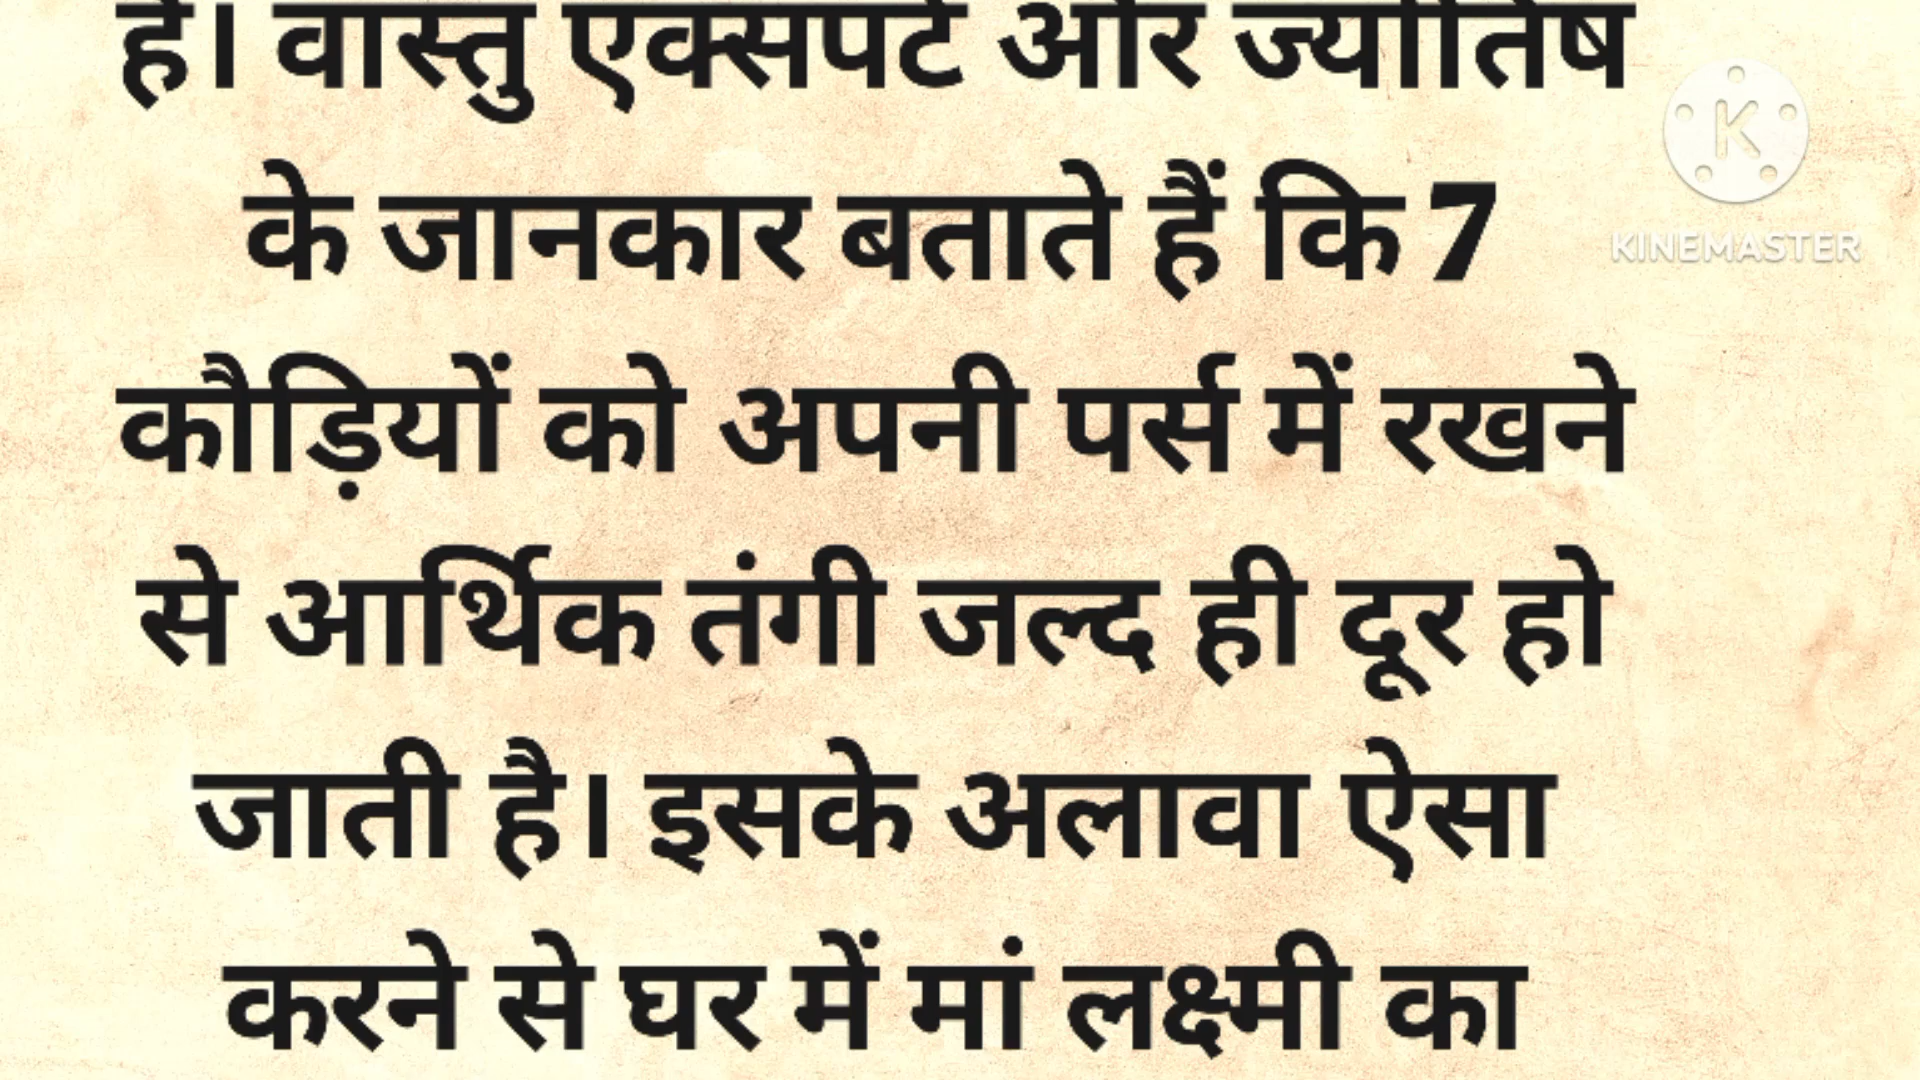 है। वास्तु एक्सपर्ट और ज्योतिष
के जानकार बताते हैं कि 7
कौड़ियों को अपनी पर्स में रखने
से आर्थिक तंगी जल्द ही दूर हो
जाती है। इसके अलावा ऐसा
करने से घर में मां लक्ष्मी का
K
KINEMASTER